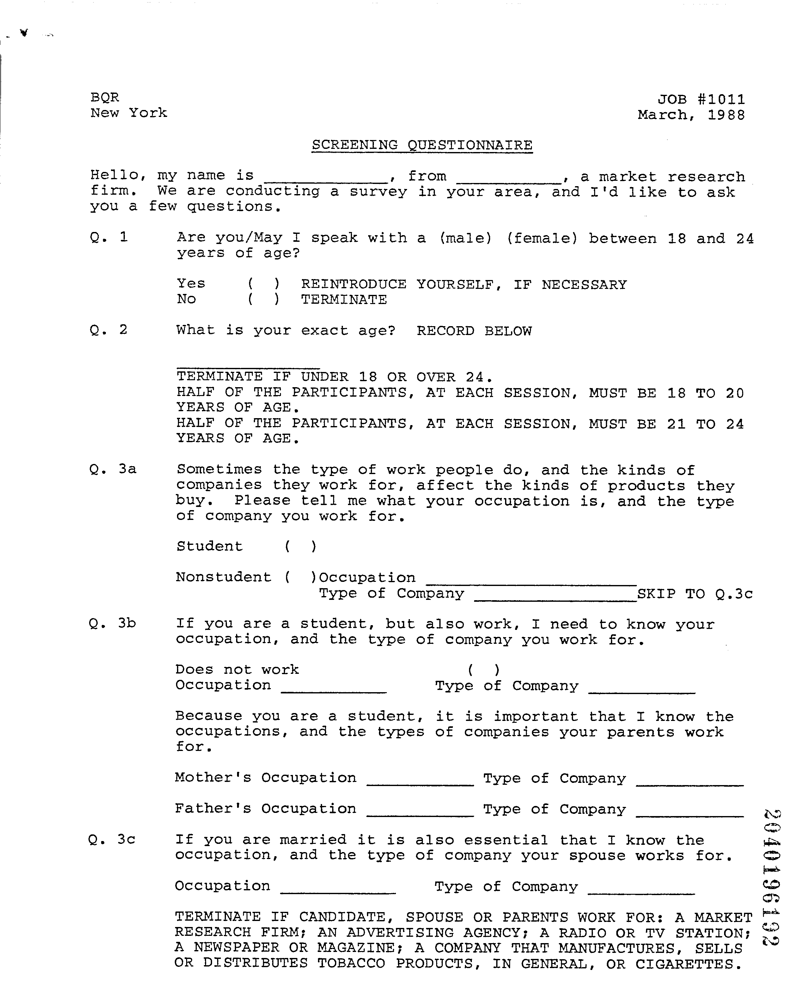 BQR
JOB #1011
New York
March, 1988
SCREENING QUESTIONNAIRE
Hello, my name is ____________, from __________, a market research
firm. We are conducting a survey in your area, and I'd like to ask
you a few questions.
Q. 1 Are you/May I speak with a (male) (female) between 18 and 24
years of age?
Yes ( ) REINTRODUCE YOURSELF, IF NECESSARY
No ( ) TERMINATE
Q. 2 What is your exact age? RECORD BELOW
______________
TERMINATE IF UNDER 18 OR OVER 24.
HALF OF THE PARTICIPANTS, AT EACH SESSION, MUST BE 18 TO 20
YEARS OF AGE.
HALF OF THE PARTICIPANTS, AT EACH SESSION, MUST BE 21 TO 24
YEARS OF AGE.
Q. 3a Sometimes the type of work people do, and the kinds of
companies they work for, affect the kinds of products they
buy. Please tell me what your occupation is, and the type
of company you work for.
Student ( )
Nonstudent ( )Occupation ____________________
Type of Company _______________SKIP TO Q.3c
Q. 3b If you are a student, but also work, I need to know your
occupation, and the type of company you work for.
Does not work ( )
Occupation __________ Type of Company __________
Because you are a student, it is important that I know the
occupations, and the types of companies your parents work
for.
Mother's Occupation __________ Type of Company __________
Father's Occupation __________ Type of Company __________
Q. 3c If you are married it is also essential that I know the
occupation, and the type of company your spouse works for.
Occupation ___________ Type of Company __________
TERMINATE IF CANDIDATE, SPOUSE OR PARENTS WORK FOR: A MARKET
RESEARCH FIRM; AN ADVERTISING AGENCY; A RADIO OR TV STATION;
A NEWSPAPER OR MAGAZINE; A COMPANY THAT MANUFACTURES, SELLS
OR DISTRIBUTES TOBACCO PRODUCTS, IN GENERAL, OR CIGARETTES.
2040196192